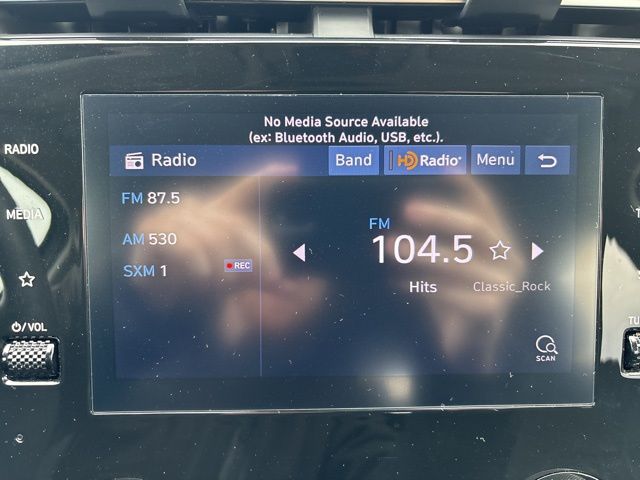 No Media Source Available
(ex: Bluetooth Audio, USB, etc.).
RADIO
Radio
Band
HD Radio
Menu
FM 87.5
MEDIA
FM
AM 530
104.5
SXM 1
REC
Hits
Classic_Rock
/VOL
SCAN